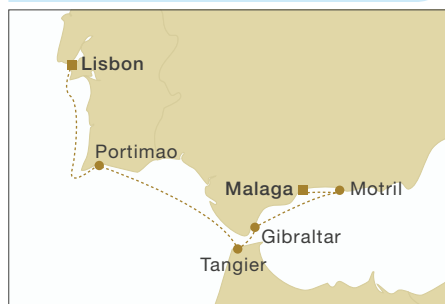 Lisbon
Portimao
Malaga
Motril
Gibraltar
Tangier